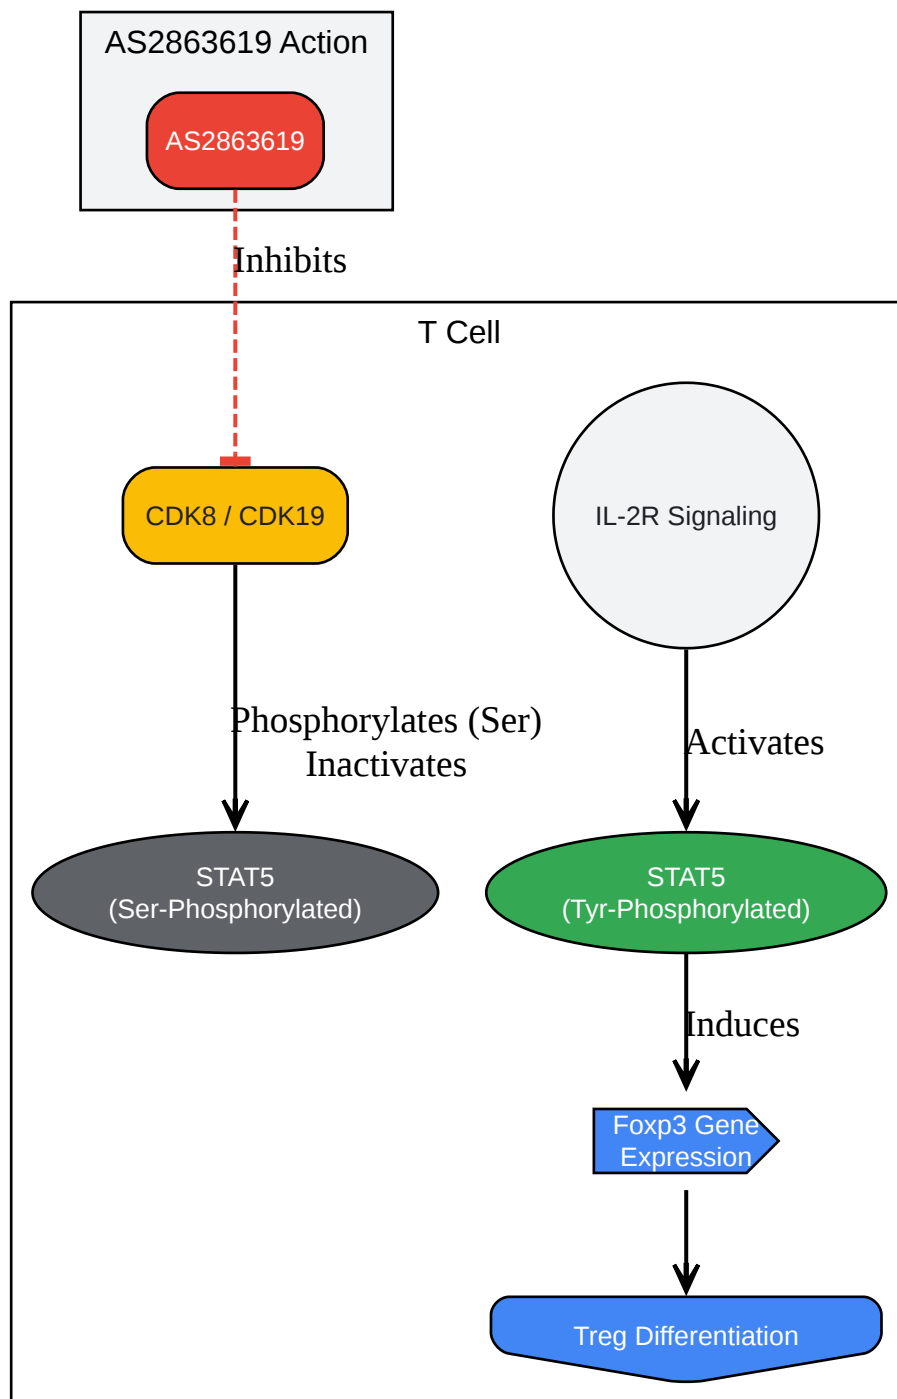 AS2863619 Action
AS2863619
Inhibits
T Cell
CDK8 / CDK19
IL-2R Signaling
Phosphorylates (Ser)
Inactivates
Activates
STAT5
(Ser-Phosphorylated)
STAT5
(Tyr-Phosphorylated)
Induces
Foxp3 Gene
Expression
Treg Differentiation